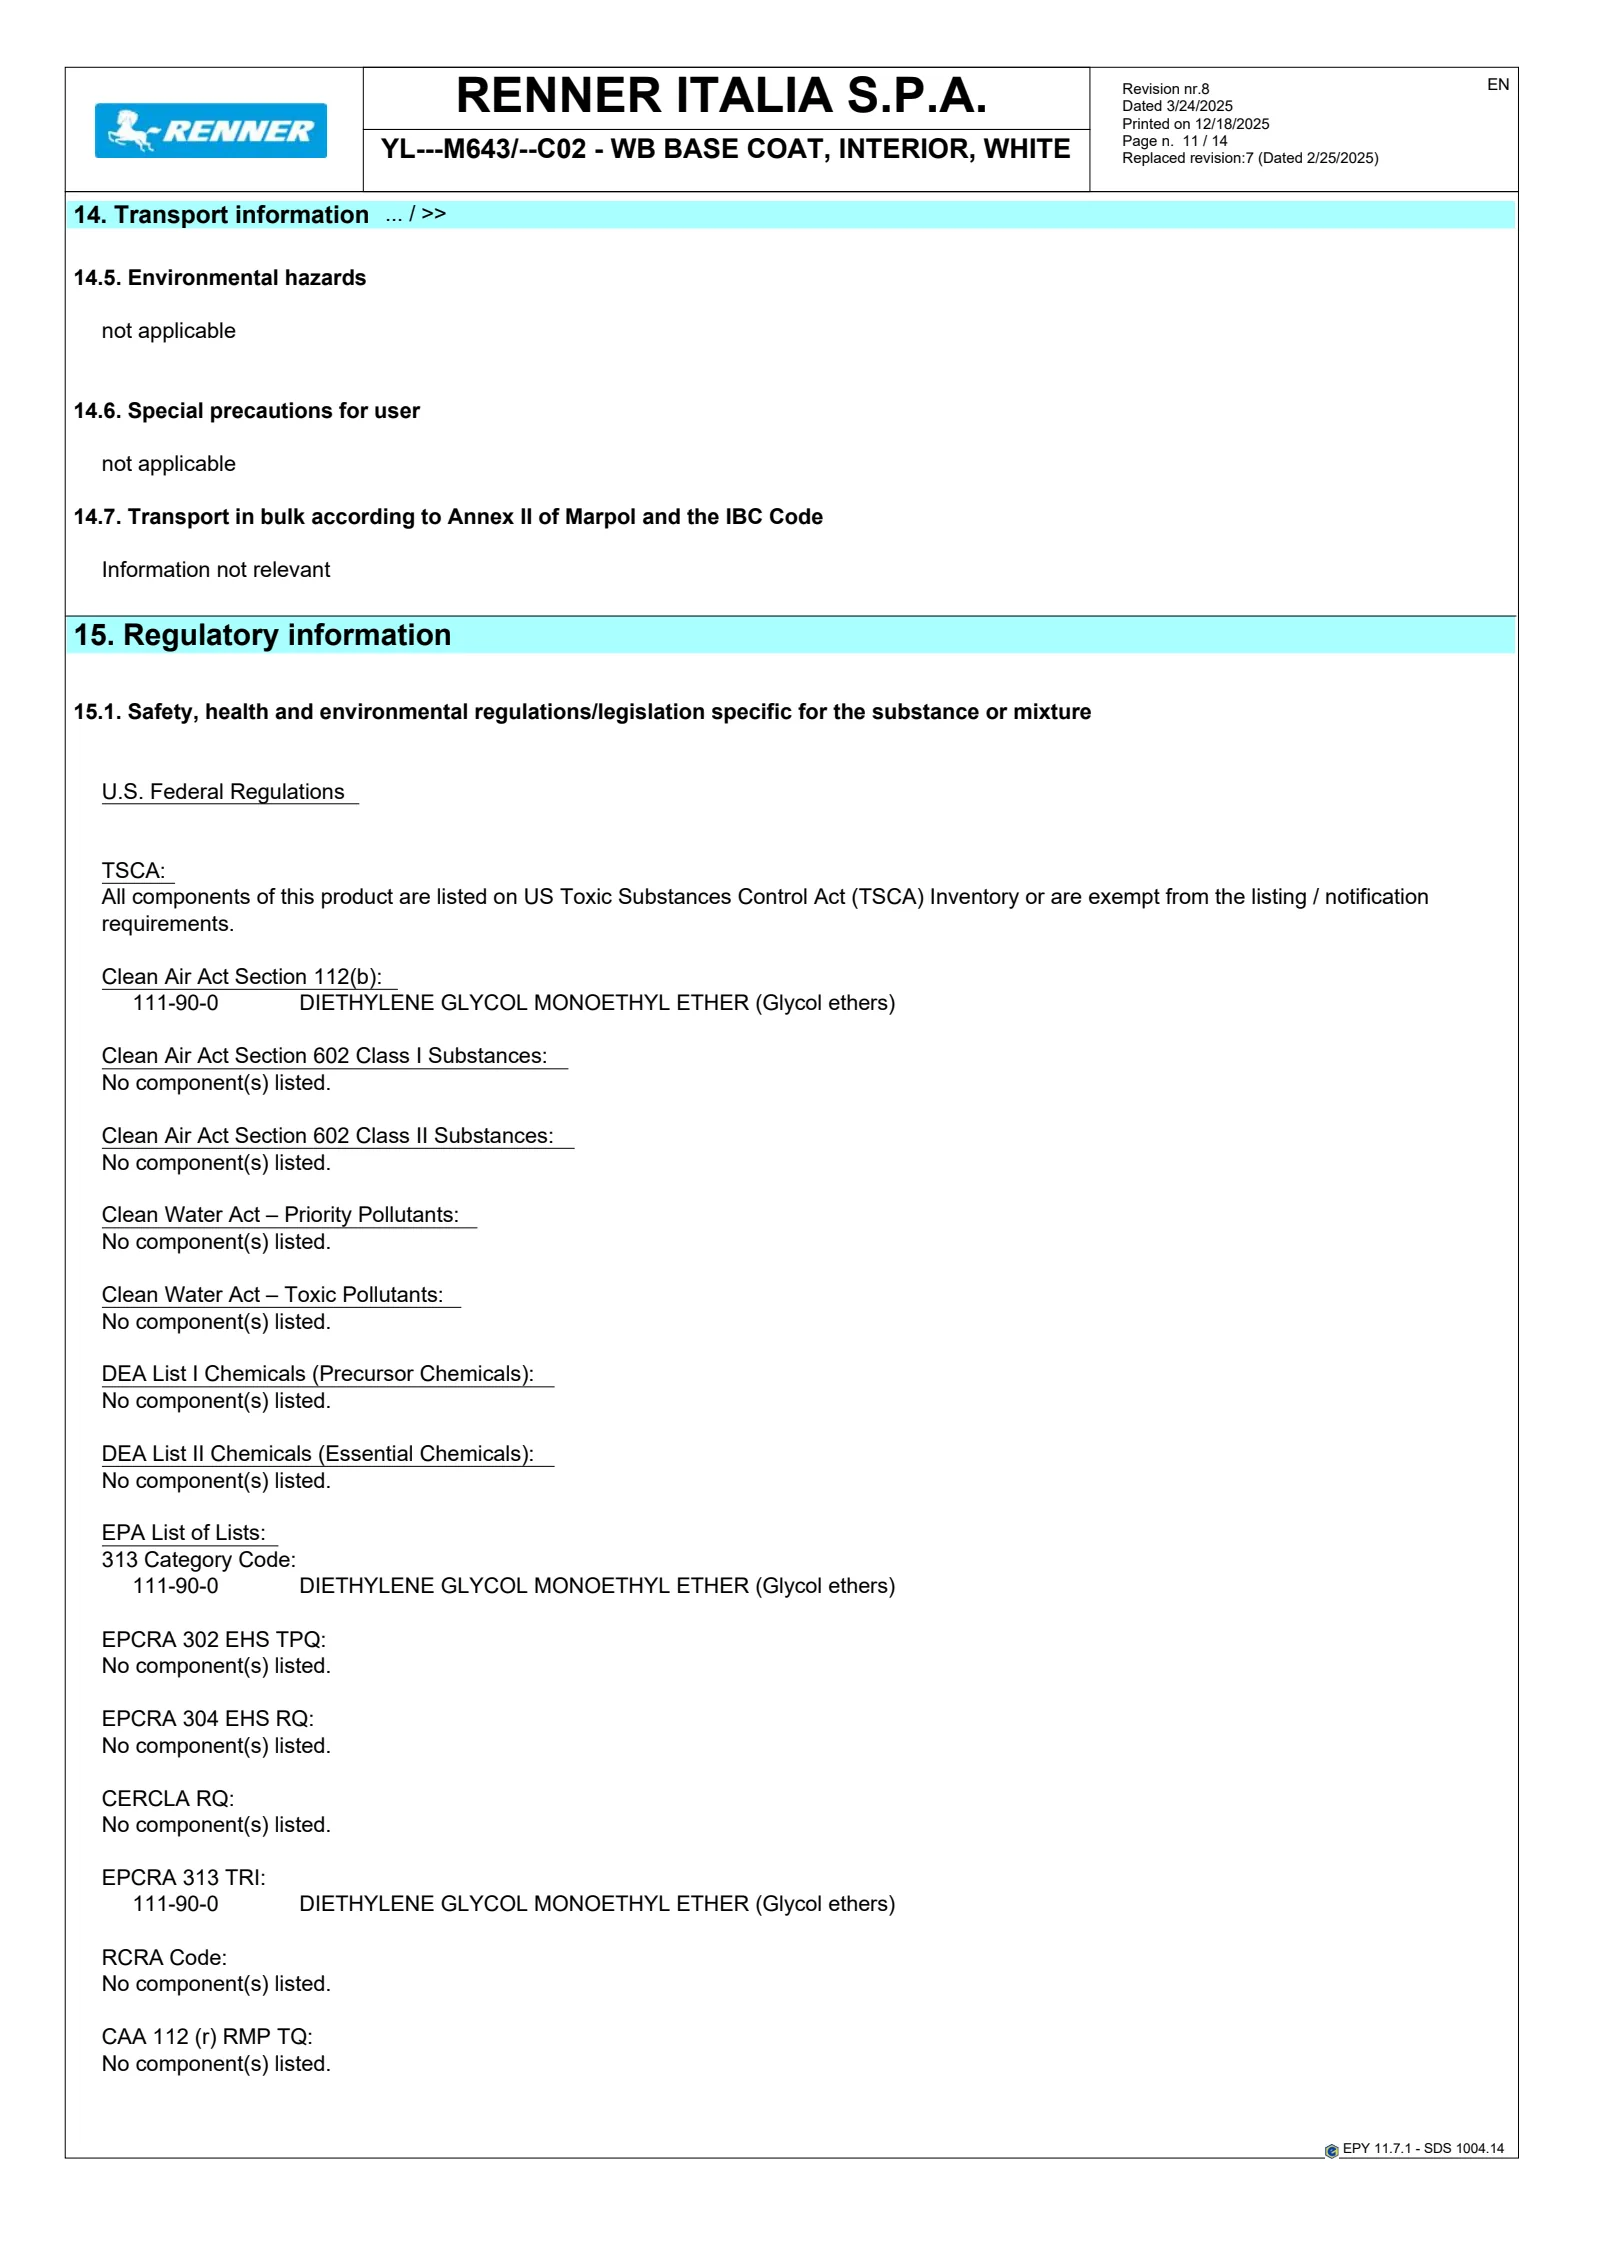 RENNER
RENNER ITALIA S.P.A.
YL---M643/--C02 - WB BASE COAT, INTERIOR, WHITE
Revision nr.8
Dated 3/24/2025
Printed on 12/18/2025
Page n. 11 / 14
Replaced revision:7 (Dated 2/25/2025)
EN
14. Transport information ... / >>
14.5. Environmental hazards
not applicable
14.6. Special precautions for user
not applicable
14.7. Transport in bulk according to Annex II of Marpol and the IBC Code
Information not relevant
15. Regulatory information
15.1. Safety, health and environmental regulations/legislation specific for the substance or mixture
U.S. Federal Regulations
TSCA:
All components of this product are listed on US Toxic Substances Control Act (TSCA) Inventory or are exempt from the listing / notification
requirements.
Clean Air Act Section 112(b):
111-90-0 DIETHYLENE GLYCOL MONOETHYL ETHER (Glycol ethers)
Clean Air Act Section 602 Class I Substances:
No component(s) listed.
Clean Air Act Section 602 Class II Substances:
No component(s) listed.
Clean Water Act – Priority Pollutants:
No component(s) listed.
Clean Water Act – Toxic Pollutants:
No component(s) listed.
DEA List I Chemicals (Precursor Chemicals):
No component(s) listed.
DEA List II Chemicals (Essential Chemicals):
No component(s) listed.
EPA List of Lists:
313 Category Code:
111-90-0 DIETHYLENE GLYCOL MONOETHYL ETHER (Glycol ethers)
EPCRA 302 EHS TPQ:
No component(s) listed.
EPCRA 304 EHS RQ:
No component(s) listed.
CERCLA RQ:
No component(s) listed.
EPCRA 313 TRI:
111-90-0 DIETHYLENE GLYCOL MONOETHYL ETHER (Glycol ethers)
RCRA Code:
No component(s) listed.
CAA 112 (r) RMP TQ:
No component(s) listed.
EPY 11.7.1 - SDS 1004.14